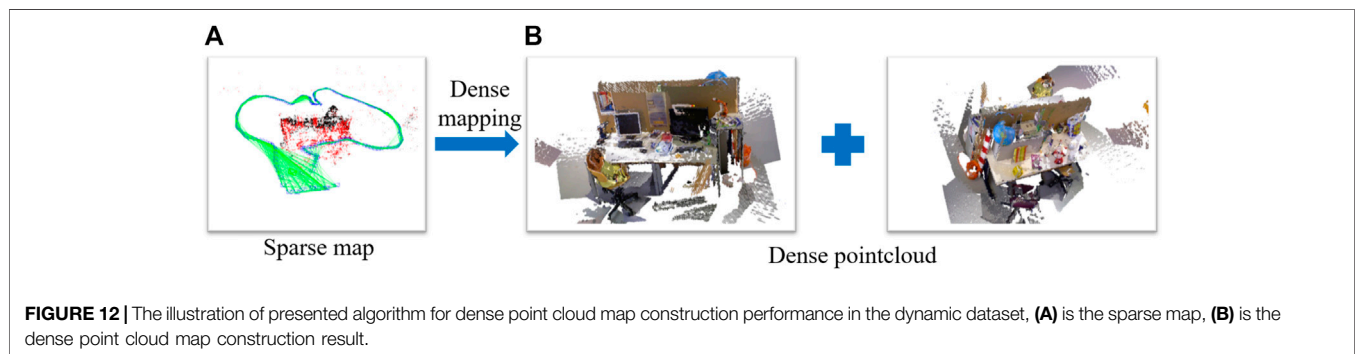 A
B
Dense
mapping
Sparse map
Dense pointcloud
FIGURE 12 | The illustration of presented algorithm for dense point cloud map construction performance in the dynamic dataset, (A) is the sparse map, (B) is the
dense point cloud map construction result.